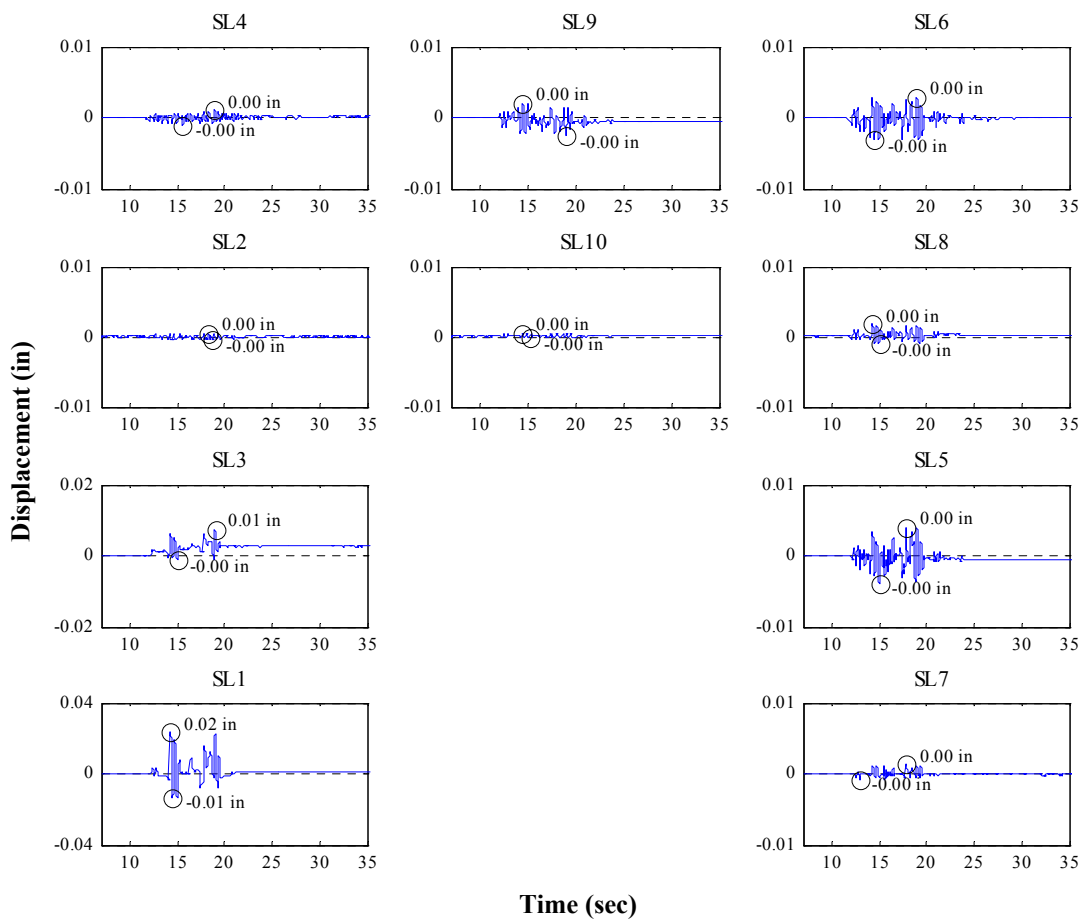 SL4 SL9 SL6
0.01 0.01 0.01
0.00 in 0.00 in 0.00 in
0 0 0
-0.00 in -0.00 in -0.00 in
-0.01 -0.01 -0.01
10 15 20 25 30 35 10 15 20 25 30 35 10 15 20 25 30 35
SL2 SL10 SL8
0.01 0.01 0.01
0.00 in 0.00 in 0.00 in
0 0 0
-0.00 in -0.00 in -0.00 in
-0.01 -0.01 -0.01
10 15 20 25 30 35 10 15 20 25 30 35 10 15 20 25 30 35
SL3 SL5
0.02 0.01
0.01 in 0.00 in
0 0
-0.00 in -0.00 in
-0.02 -0.01
10 15 20 25 30 35 10 15 20 25 30 35
SL1 SL7
0.04 0.01
0.02 in 0.00 in
0 0
-0.01 in -0.00 in
-0.04 -0.01
10 15 20 25 30 35 10 15 20 25 30 35
Displacement (in)
Time (sec)